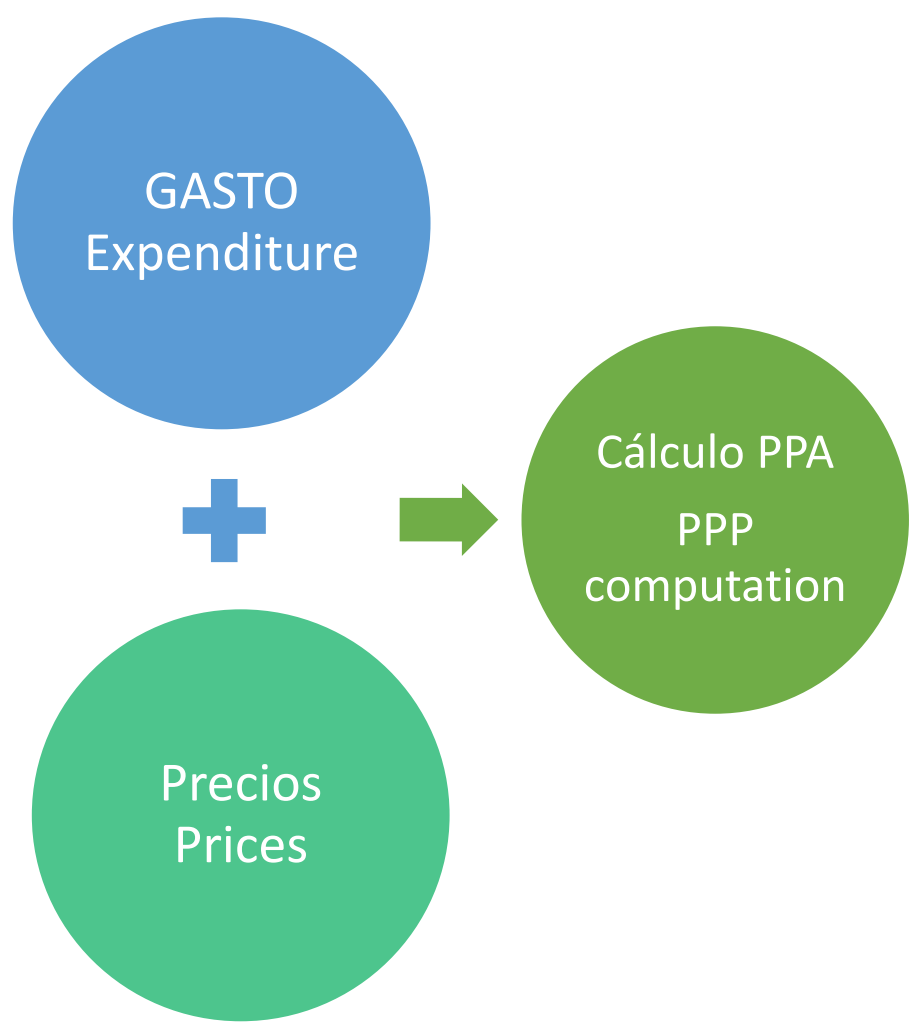 GASTO
Expenditure
Cálculo PPA
PPP
computation
Precios
Prices